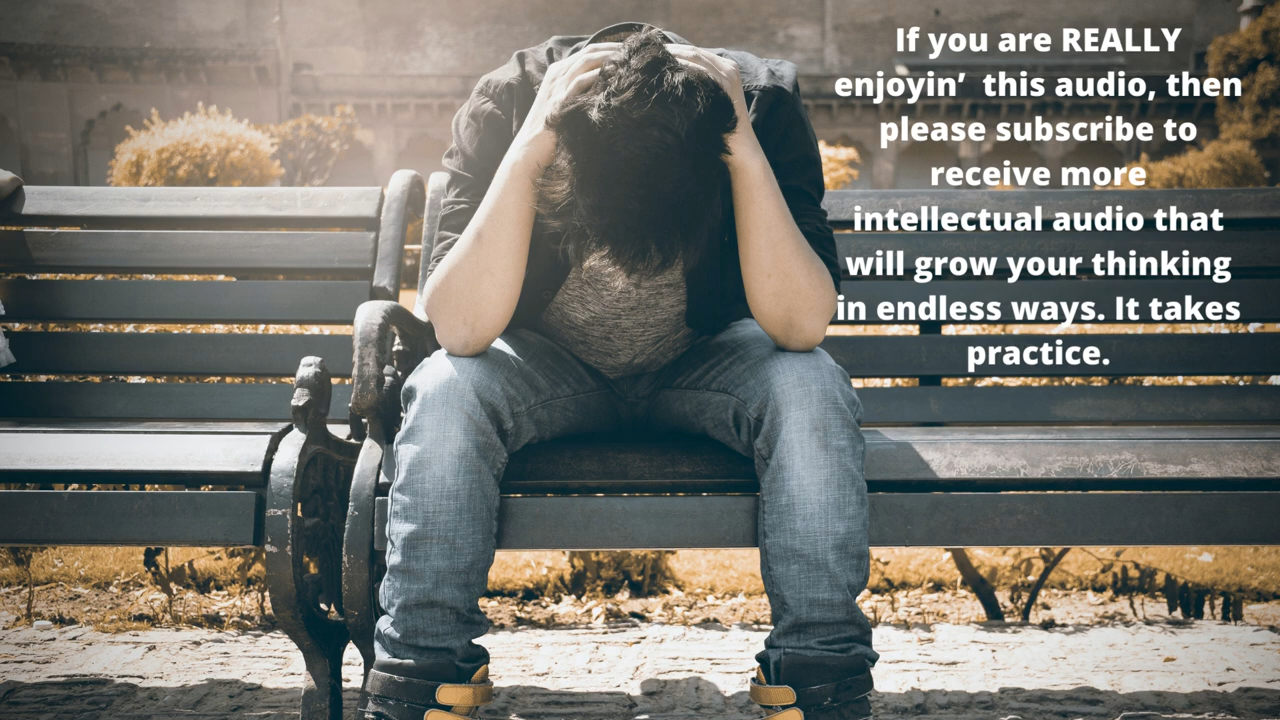 If you are REALLY
enjoyin’  this audio, then
please subscribe to
receive more
intellectual audio that
will grow your thinking
in endless ways. It takes
practice.